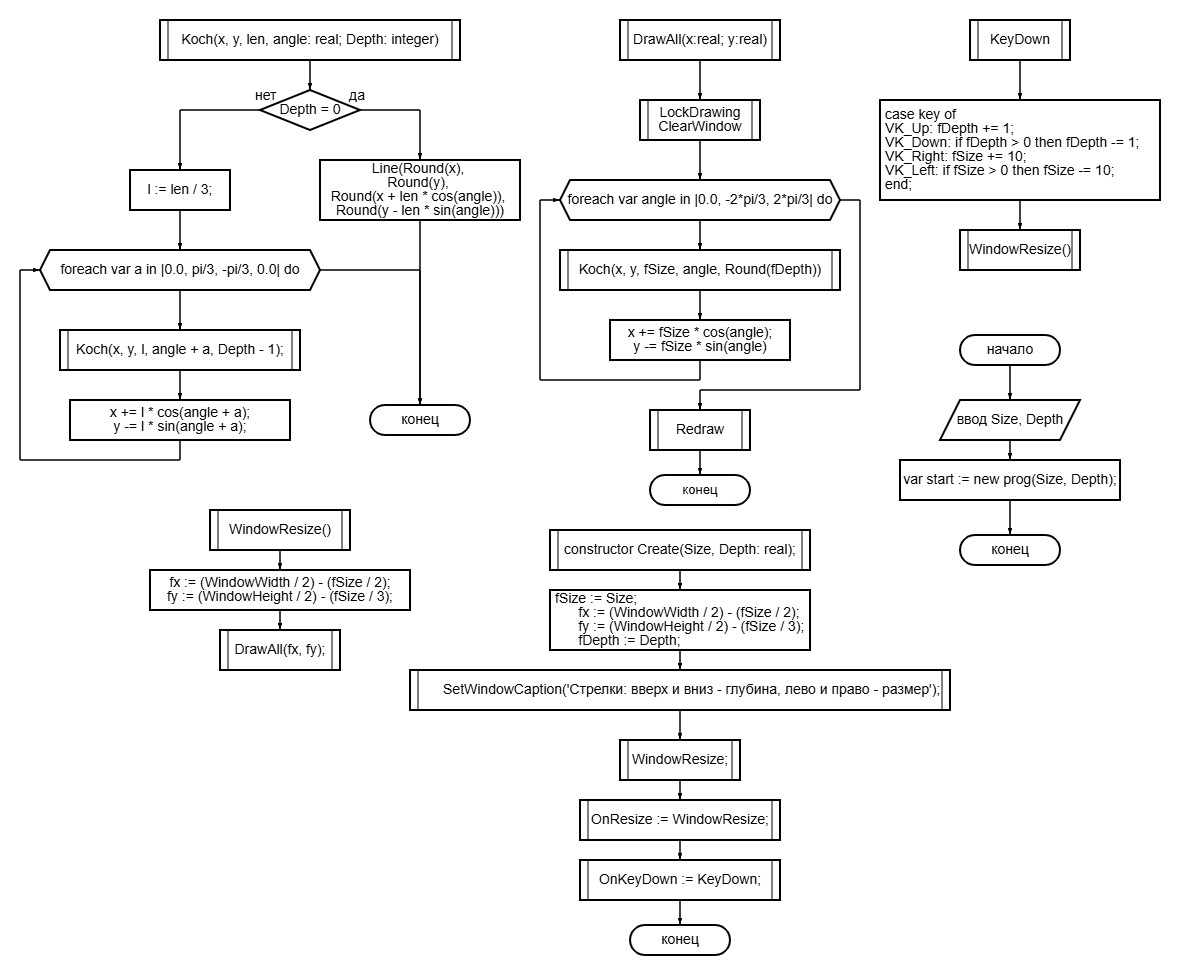 Koch(x, y, len, angle: real; Depth: integer)
нет
да
Depth = 0
l := len / 3;
Line(Round(x),
Round(y),
Round(x + len * cos(angle)),
Round(y - len * sin(angle)))
foreach var a in |0.0, pi/3, -pi/3, 0.0| do
Koch(x, y, l, angle + a, Depth - 1);
x += l * cos(angle + a);
y -= l * sin(angle + a);
конец
DrawAll(x:real; y:real)
LockDrawing
ClearWindow
foreach var angle in |0.0, -2*pi/3, 2*pi/3| do
Koch(x, y, fSize, angle, Round(fDepth))
x += fSize * cos(angle);
y -= fSize * sin(angle)
Redraw
конец
KeyDown
case key of
VK_Up: fDepth += 1;
VK_Down: if fDepth > 0 then fDepth -= 1;
VK_Right: fSize += 10;
VK_Left: if fSize > 0 then fSize -= 10;
end;
WindowResize()
начало
ввод Size, Depth
var start := new prog(Size, Depth);
конец
WindowResize()
fx := (WindowWidth / 2) - (fSize / 2);
fy := (WindowHeight / 2) - (fSize / 3);
DrawAll(fx, fy);
constructor Create(Size, Depth: real);
fSize := Size;
fx := (WindowWidth / 2) - (fSize / 2);
fy := (WindowHeight / 2) - (fSize / 3);
fDepth := Depth;
SetWindowCaption('Стрелки: вверх и вниз - глубина, лево и право - размер');
WindowResize;
OnResize := WindowResize;
OnKeyDown := KeyDown;
конец